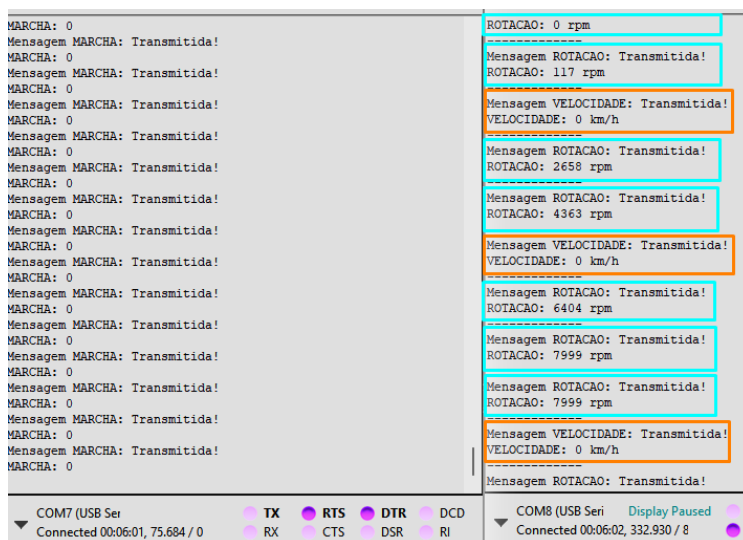 MARCHA: 0
Mensagem MARCHA: Transmitida!
MARCHA: 0
Mensagem MARCHA: Transmitida!
MARCHA: 0
Mensagem MARCHA: Transmitida!
MARCHA: 0
Mensagem MARCHA: Transmitida!
MARCHA: 0
Mensagem MARCHA: Transmitida!
MARCHA: 0
Mensagem MARCHA: Transmitida!
MARCHA: 0
Mensagem MARCHA: Transmitida!
MARCHA: 0
Mensagem MARCHA: Transmitida!
MARCHA: 0
Mensagem MARCHA: Transmitida!
MARCHA: 0
Mensagem MARCHA: Transmitida!
MARCHA: 0
Mensagem MARCHA: Transmitida!
MARCHA: 0
Mensagem MARCHA: Transmitida!
MARCHA: 0
Mensagem MARCHA: Transmitida!
MARCHA: 0
Mensagem MARCHA: Transmitida!
MARCHA: 0
COM7 (USB Ser
Connected 00:06:01, 75.684 / 0
TX RTS DTR DCD
RX CTS DSR RI
ROTACAO: 0 rpm
-------------
Mensagem ROTACAO: Transmitida!
ROTACAO: 117 rpm
-------------
Mensagem VELOCIDADE: Transmitida!
VELOCIDADE: 0 km/h
-------------
Mensagem ROTACAO: Transmitida!
ROTACAO: 2658 rpm
-------------
Mensagem ROTACAO: Transmitida!
ROTACAO: 4363 rpm
-------------
Mensagem VELOCIDADE: Transmitida!
VELOCIDADE: 0 km/h
-------------
Mensagem ROTACAO: Transmitida!
ROTACAO: 6404 rpm
-------------
Mensagem ROTACAO: Transmitida!
ROTACAO: 7999 rpm
-------------
Mensagem ROTACAO: Transmitida!
ROTACAO: 7999 rpm
-------------
Mensagem VELOCIDADE: Transmitida!
VELOCIDADE: 0 km/h
-------------
Mensagem ROTACAO: Transmitida!
COM8 (USB Seri Display Paused
Connected 00:06:02, 332.930 / 8